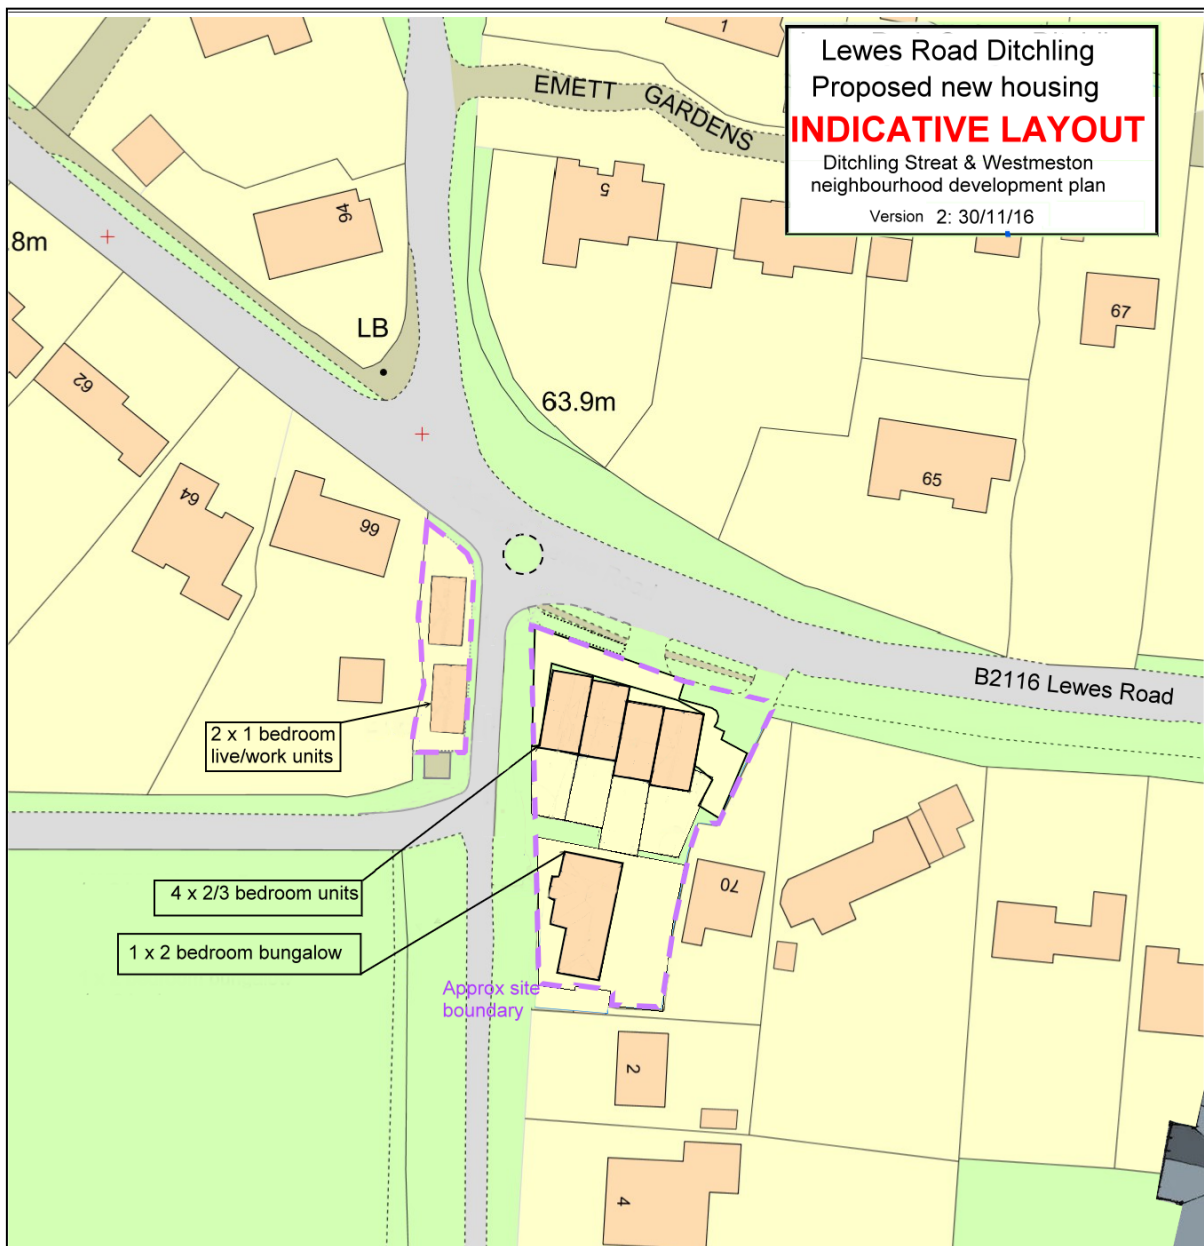 Lewes Road Ditchling
Proposed new housing
INDICATIVE LAYOUT
Ditchling Streat & Westmeston
neighbourhood development plan
Version 2: 30/11/16
1
EMETT GARDENS
5
94
8m
67
LB
62
63.9m
65
64
66
B2116 Lewes Road
2 x 1 bedroom
live/work units
4 x 2/3 bedroom units
70
1 x 2 bedroom bungalow
Approx site
boundary
2
4